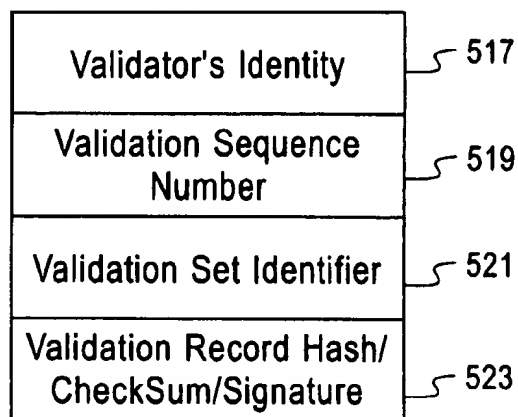 Validator's Identity 517
Validation Sequence
Number 519
Validation Set Identifier 521
Validation Record Hash/
CheckSum/Signature 523